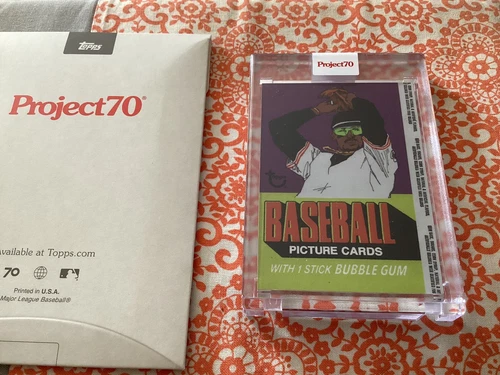 Topps
Project70®
Available at Topps.com
70
Printed in U.S.A.
Major League Baseball®
Project70
BASEBALL
PICTURE CARDS
WITH 1 STICK BUBBLE GUM